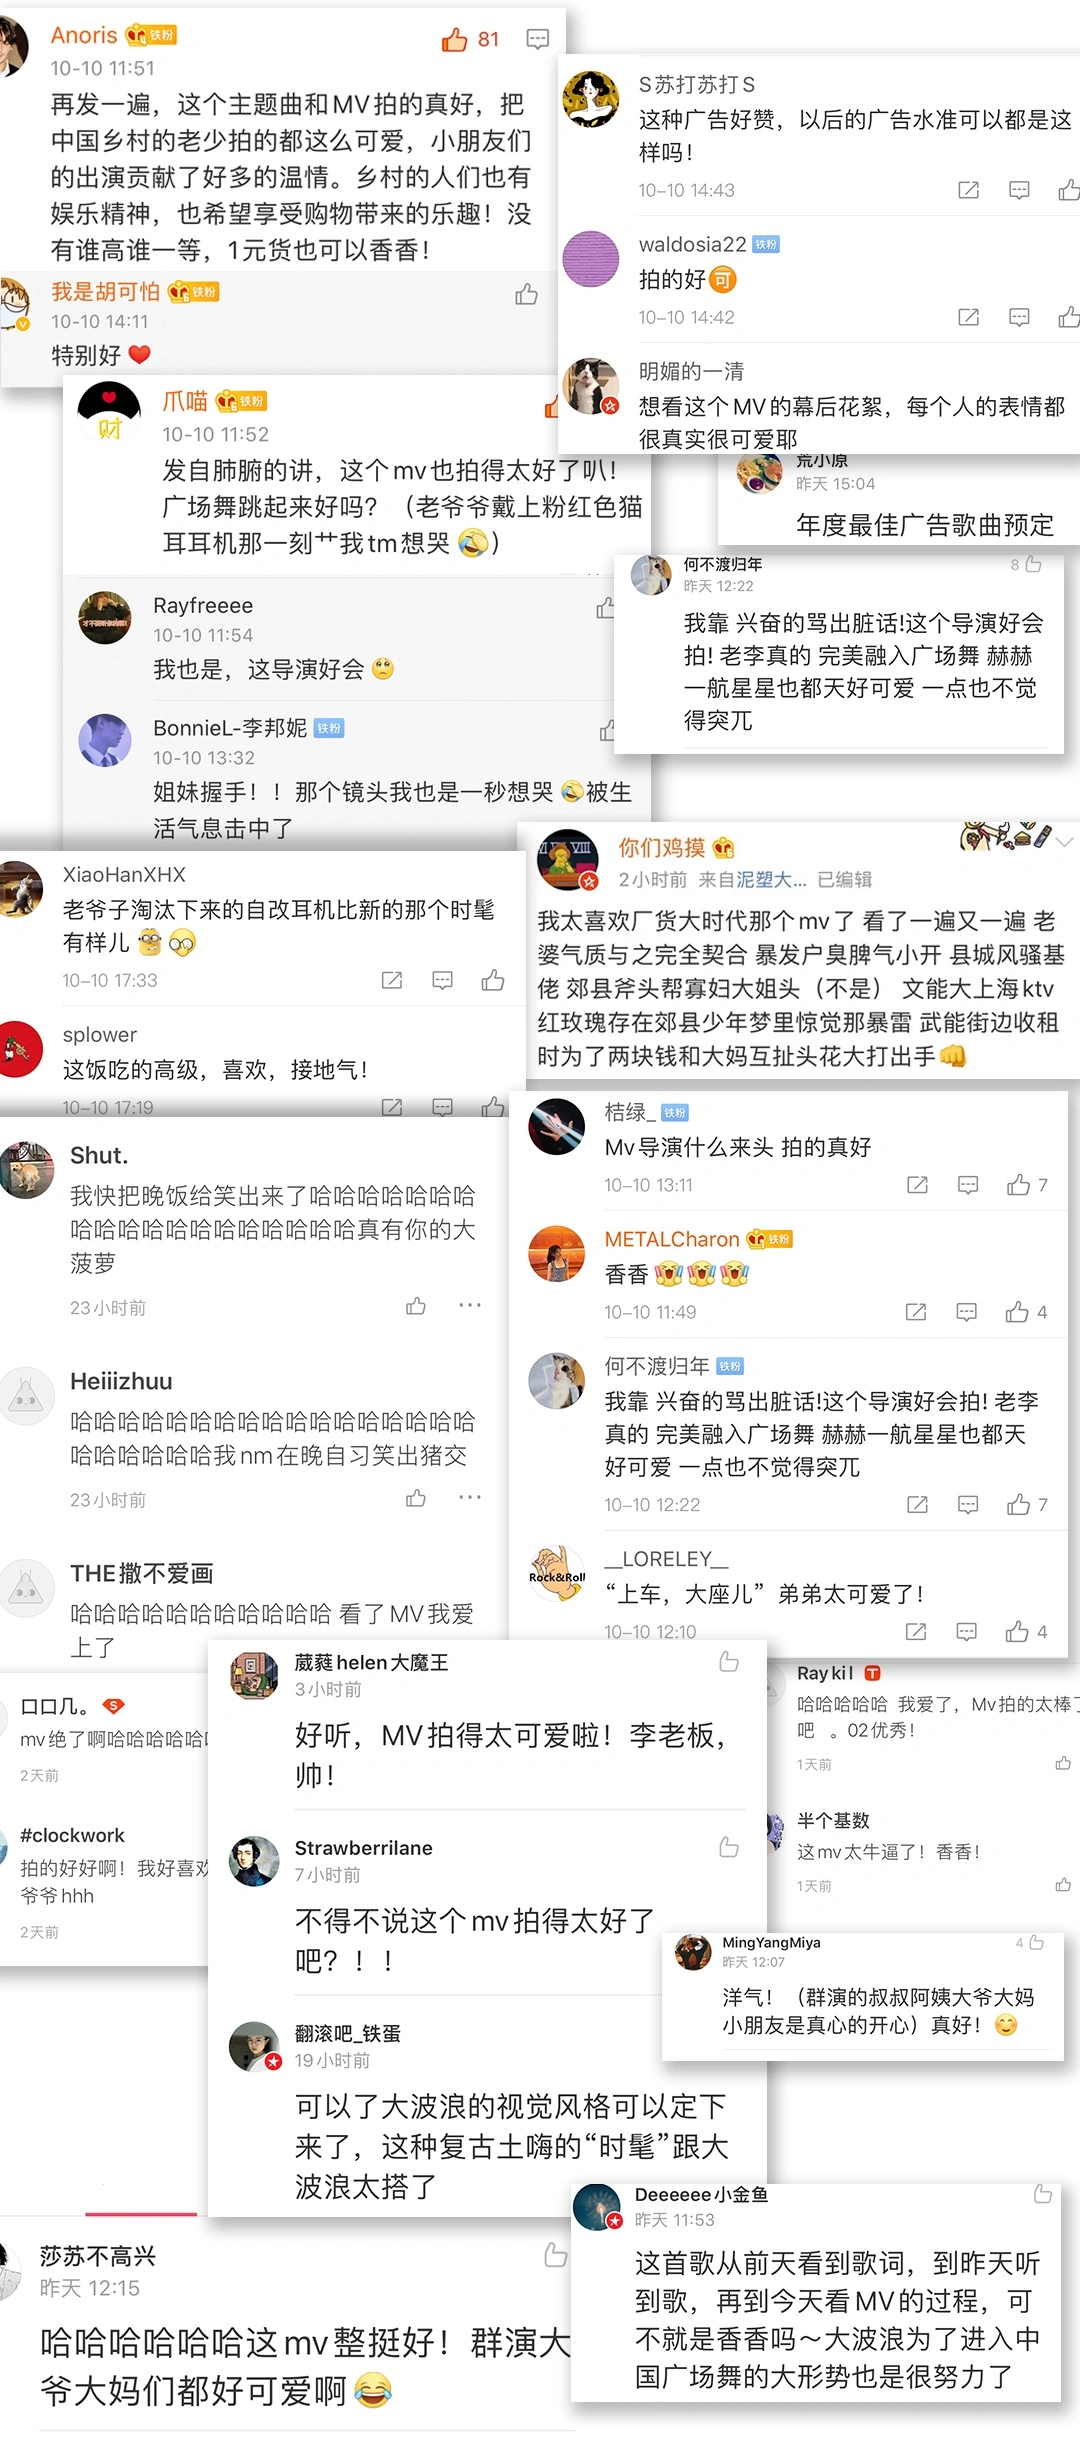 Anoris 铁粉
81
10-10 11:51
再发一遍，这个主题曲和MV拍的真好，把
中国乡村的老少拍的都这么可爱，小朋友们
的出演贡献了好多的温情。乡村的人们也有
娱乐精神，也希望享受购物带来的乐趣！没
有谁高谁一等，1元货也可以香香！
我是胡可怕 铁粉
10-10 14:11
特别好❤️
S苏打苏打S
这种广告好赞，以后的广告水准可以都是这
样吗！
10-10 14:43
waldosia22 铁粉
拍的好🉑
10-10 14:42
明媚的一清
想看这个MV的幕后花絮，每个人的表情都
很真实很可爱耶
爪喵 铁粉
财
10-10 11:52
发自肺腑的讲，这个mv也拍得太好了叭！
广场舞跳起来好吗？（老爷爷戴上粉红色猫
耳耳机那一刻艹我tm想哭🤣）
荒小原
昨天 15:04
年度最佳广告歌曲预定
何不渡归年
8
昨天 12:22
我靠 兴奋的骂出脏话!这个导演好会
拍! 老李真的 完美融入广场舞 赫赫
一航星星也都天好可爱 一点也不觉
得突兀
Rayfreeee
10-10 11:54
我也是，这导演好会🙁
BonnieL-李邦妮 铁粉
10-10 13:32
姐妹握手！！那个镜头我也是一秒想哭🤣被生
活气息击中了
XiaoHanXHX
老爷子淘汰下来的自改耳机比新的那个时髦
有样儿
10-10 17:33
splower
这饭吃的高级，喜欢，接地气！
10-10 17:19
你们鸡摸
2小时前 来自泥塑大... 已编辑
我太喜欢厂货大时代那个mv了 看了一遍又一遍 老
婆气质与之完全契合 暴发户臭脾气小开 县城风骚基
佬 郊县斧头帮寡妇大姐头（不是） 文能大上海ktv
红玫瑰存在郊县少年梦里惊觉那暴雷 武能街边收租
时为了两块钱和大妈互扯头花大打出手👊
Shut.
我快把晚饭给笑出来了哈哈哈哈哈哈哈
哈哈哈哈哈哈哈哈哈哈哈哈真有你的大
菠萝
23小时前
Heiiizhuu
哈哈哈哈哈哈哈哈哈哈哈哈哈哈哈哈哈
哈哈哈哈哈哈我nm在晚自习笑出猪交
23小时前
THE撒不爱画
哈哈哈哈哈哈哈哈哈哈哈 看了MV我爱
上了
桔绿_ 铁粉
Mv导演什么来头 拍的真好
10-10 13:11
7
METALCharon 铁粉
香香
10-10 11:49
4
何不渡归年 铁粉
我靠 兴奋的骂出脏话!这个导演好会拍! 老李
真的 完美融入广场舞 赫赫一航星星也都天
好可爱 一点也不觉得突兀
10-10 12:22
7
__LORELEY__
Rock&Roll
“上车，大座儿”弟弟太可爱了！
10-10 12:10
4
口口几。
mv绝了啊哈哈哈哈哈
2天前
#clockwork
拍的好好啊！我好喜欢
爷爷hhh
2天前
葳蕤helen大魔王
3小时前
好听，MV拍得太可爱啦！李老板，
帅！
Strawberrilane
7小时前
不得不说这个mv拍得太好了
吧？！！
翻滚吧_铁蛋
19小时前
可以了大波浪的视觉风格可以定下
来了，这种复古土嗨的“时髦”跟大
波浪太搭了
Raykil T
哈哈哈哈哈 我爱了，Mv拍的太棒了
吧 。02优秀！
1天前
半个基数
这mv太牛逼了！香香！
1天前
MingYangMiya
4
昨天 12:07
洋气！（群演的叔叔阿姨大爷大妈
小朋友是真心的开心）真好！😊
莎苏不高兴
昨天 12:15
哈哈哈哈哈哈这mv整挺好！群演大
爷大妈们都好可爱啊😂
Deeeeee小金鱼
昨天 11:53
这首歌从前天看到歌词，到昨天听
到歌，再到今天看MV的过程，可
不就是香香吗～大波浪为了进入中
国广场舞的大形势也是很努力了